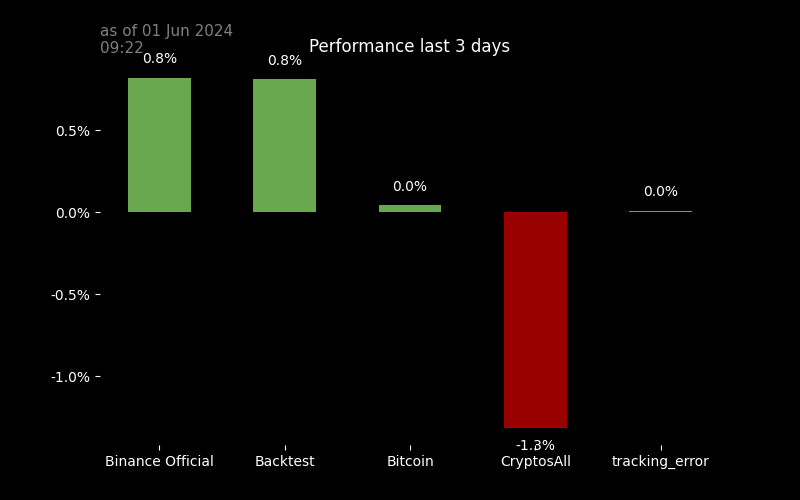 as of 01 Jun 2024
09:22
Performance last 3 days
0.8%
0.8%
0.0%
-1.3%
0.0%
0.5%
0.0%
-0.5%
-1.0%
Binance Official
Backtest
Bitcoin
CryptosAll
tracking_error